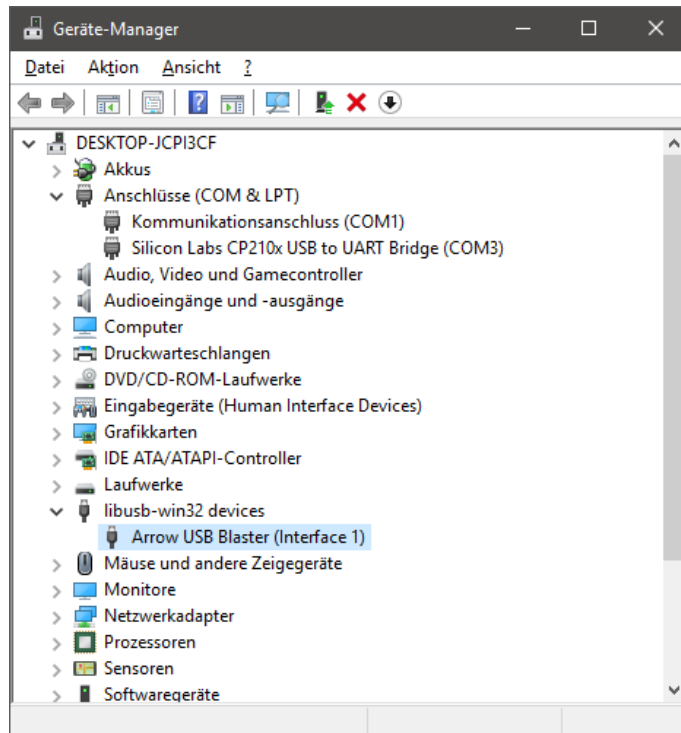 Geräte-Manager
Datei Aktion Ansicht ?
DESKTOP-JCPI3CF
Akkus
Anschlüsse (COM & LPT)
Kommunikationsanschluss (COM1)
Silicon Labs CP210x USB to UART Bridge (COM3)
Audio, Video und Gamecontroller
Audioeingänge und -ausgänge
Computer
Druckwarteschlangen
DVD/CD-ROM-Laufwerke
Eingabegeräte (Human Interface Devices)
Grafikkarten
IDE ATA/ATAPI-Controller
Laufwerke
libusb-win32 devices
Arrow USB Blaster (Interface 1)
Mäuse und andere Zeigegeräte
Monitore
Netzwerkadapter
Prozessoren
Sensoren
Softwaregeräte